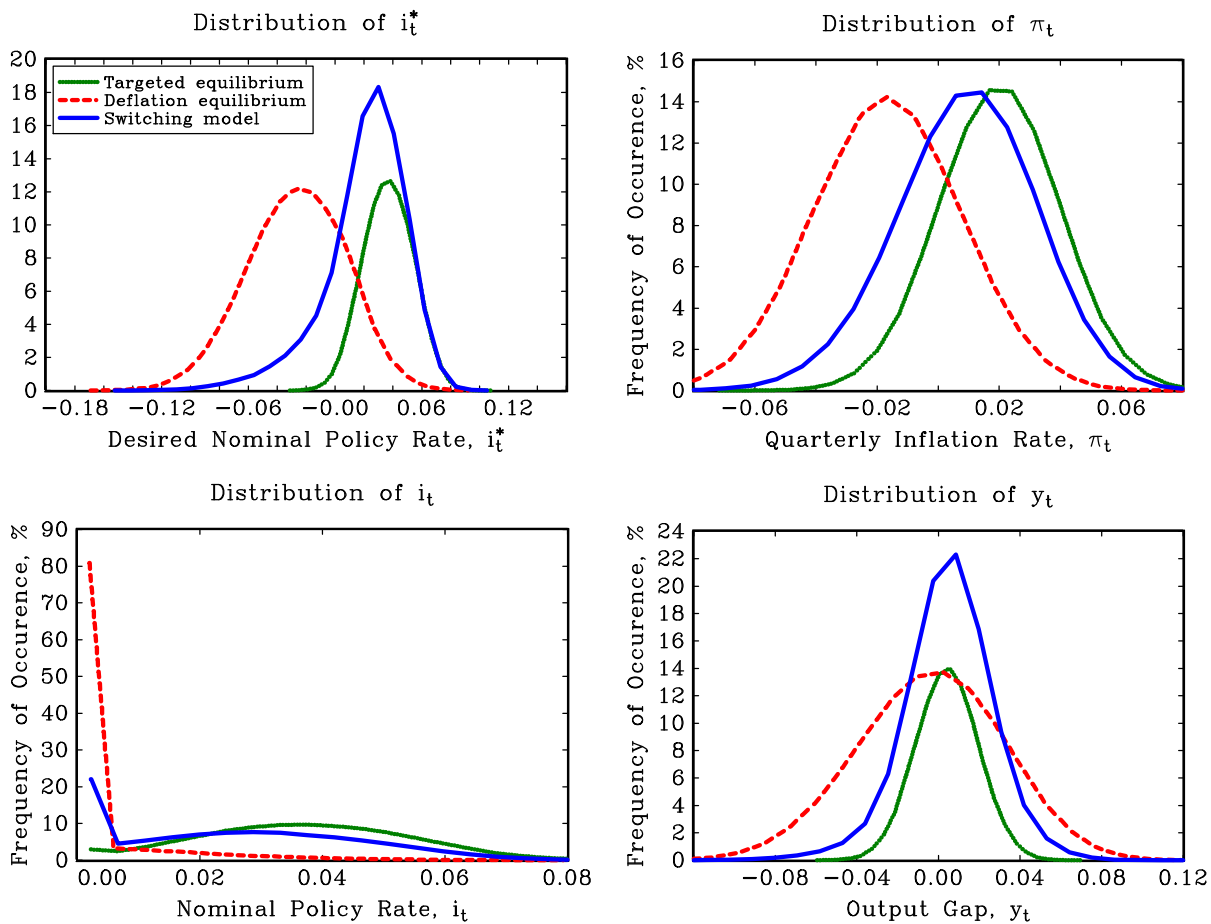 Distribution of i*t
20
18
16
14
12
10
8
6
4
2
0
Targeted equilibrium
Deflation equilibrium
Switching model
−0.18 −0.12 −0.06 −0.00 0.06 0.12
Desired Nominal Policy Rate, i*t
Distribution of πt
Frequency of Occurence, %
16
14
12
10
8
6
4
2
0
−0.06 −0.02 0.02 0.06
Quarterly Inflation Rate, πt
Distribution of it
Frequency of Occurence, %
90
80
70
60
50
40
30
20
10
0
0.00 0.02 0.04 0.06 0.08
Nominal Policy Rate, it
Distribution of yt
Frequency of Occurence, %
24
22
20
18
16
14
12
10
8
6
4
2
0
−0.08 −0.04 0.00 0.04 0.08 0.12
Output Gap, yt